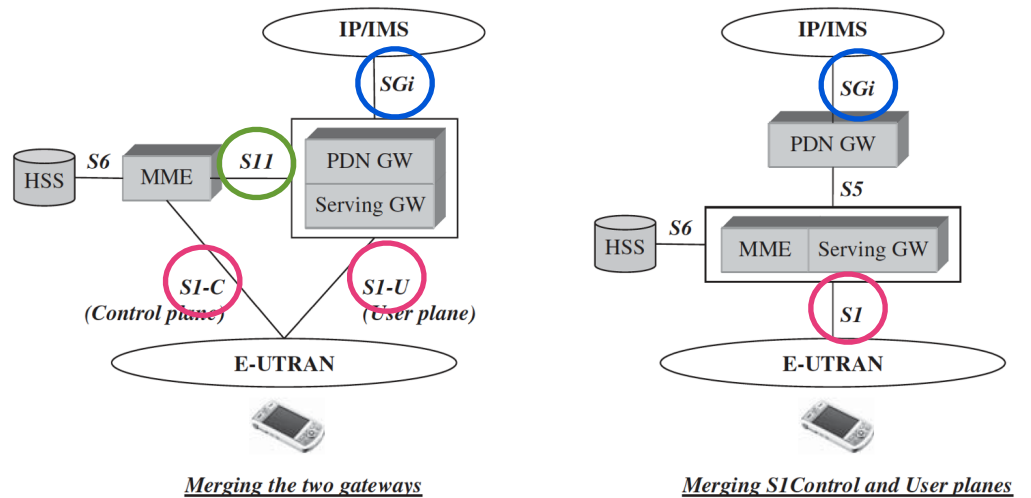 IP/IMS
SGi
PDN GW
Serving GW
S11
S6
HSS
MME
S1-C
(Control plane)
S1-U
(User plane)
E-UTRAN
Merging the two gateways
IP/IMS
SGi
PDN GW
S5
S6
HSS
MME
Serving GW
S1
E-UTRAN
Merging S1Control and User planes